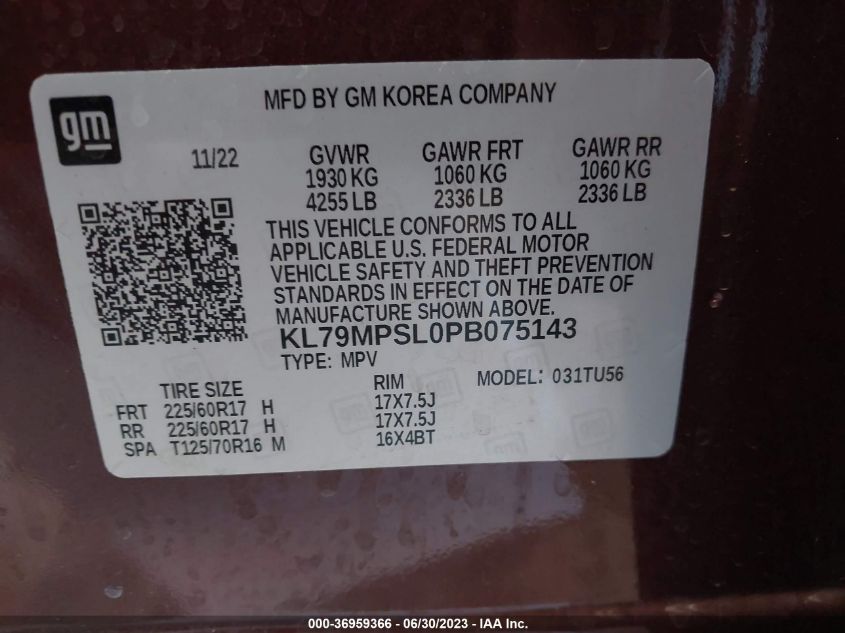 MFD BY GM KOREA COMPANY
gm
11/22
GVWR GAWR FRT GAWR RR
1930 KG 1060 KG 1060 KG
4255 LB 2336 LB 2336 LB
THIS VEHICLE CONFORMS TO ALL
APPLICABLE U.S. FEDERAL MOTOR
VEHICLE SAFETY AND THEFT PREVENTION
STANDARDS IN EFFECT ON THE DATE OF
MANUFACTURE SHOWN ABOVE.
KL79MPSL0PB075143
TYPE: MPV MODEL: 031TU56
TIRE SIZE RIM
FRT 225/60R17 H 17X7.5J
RR 225/60R17 H 17X7.5J
SPA T125/70R16 M 16X4BT
000-36959366 - 06/30/2023 - IAA Inc.